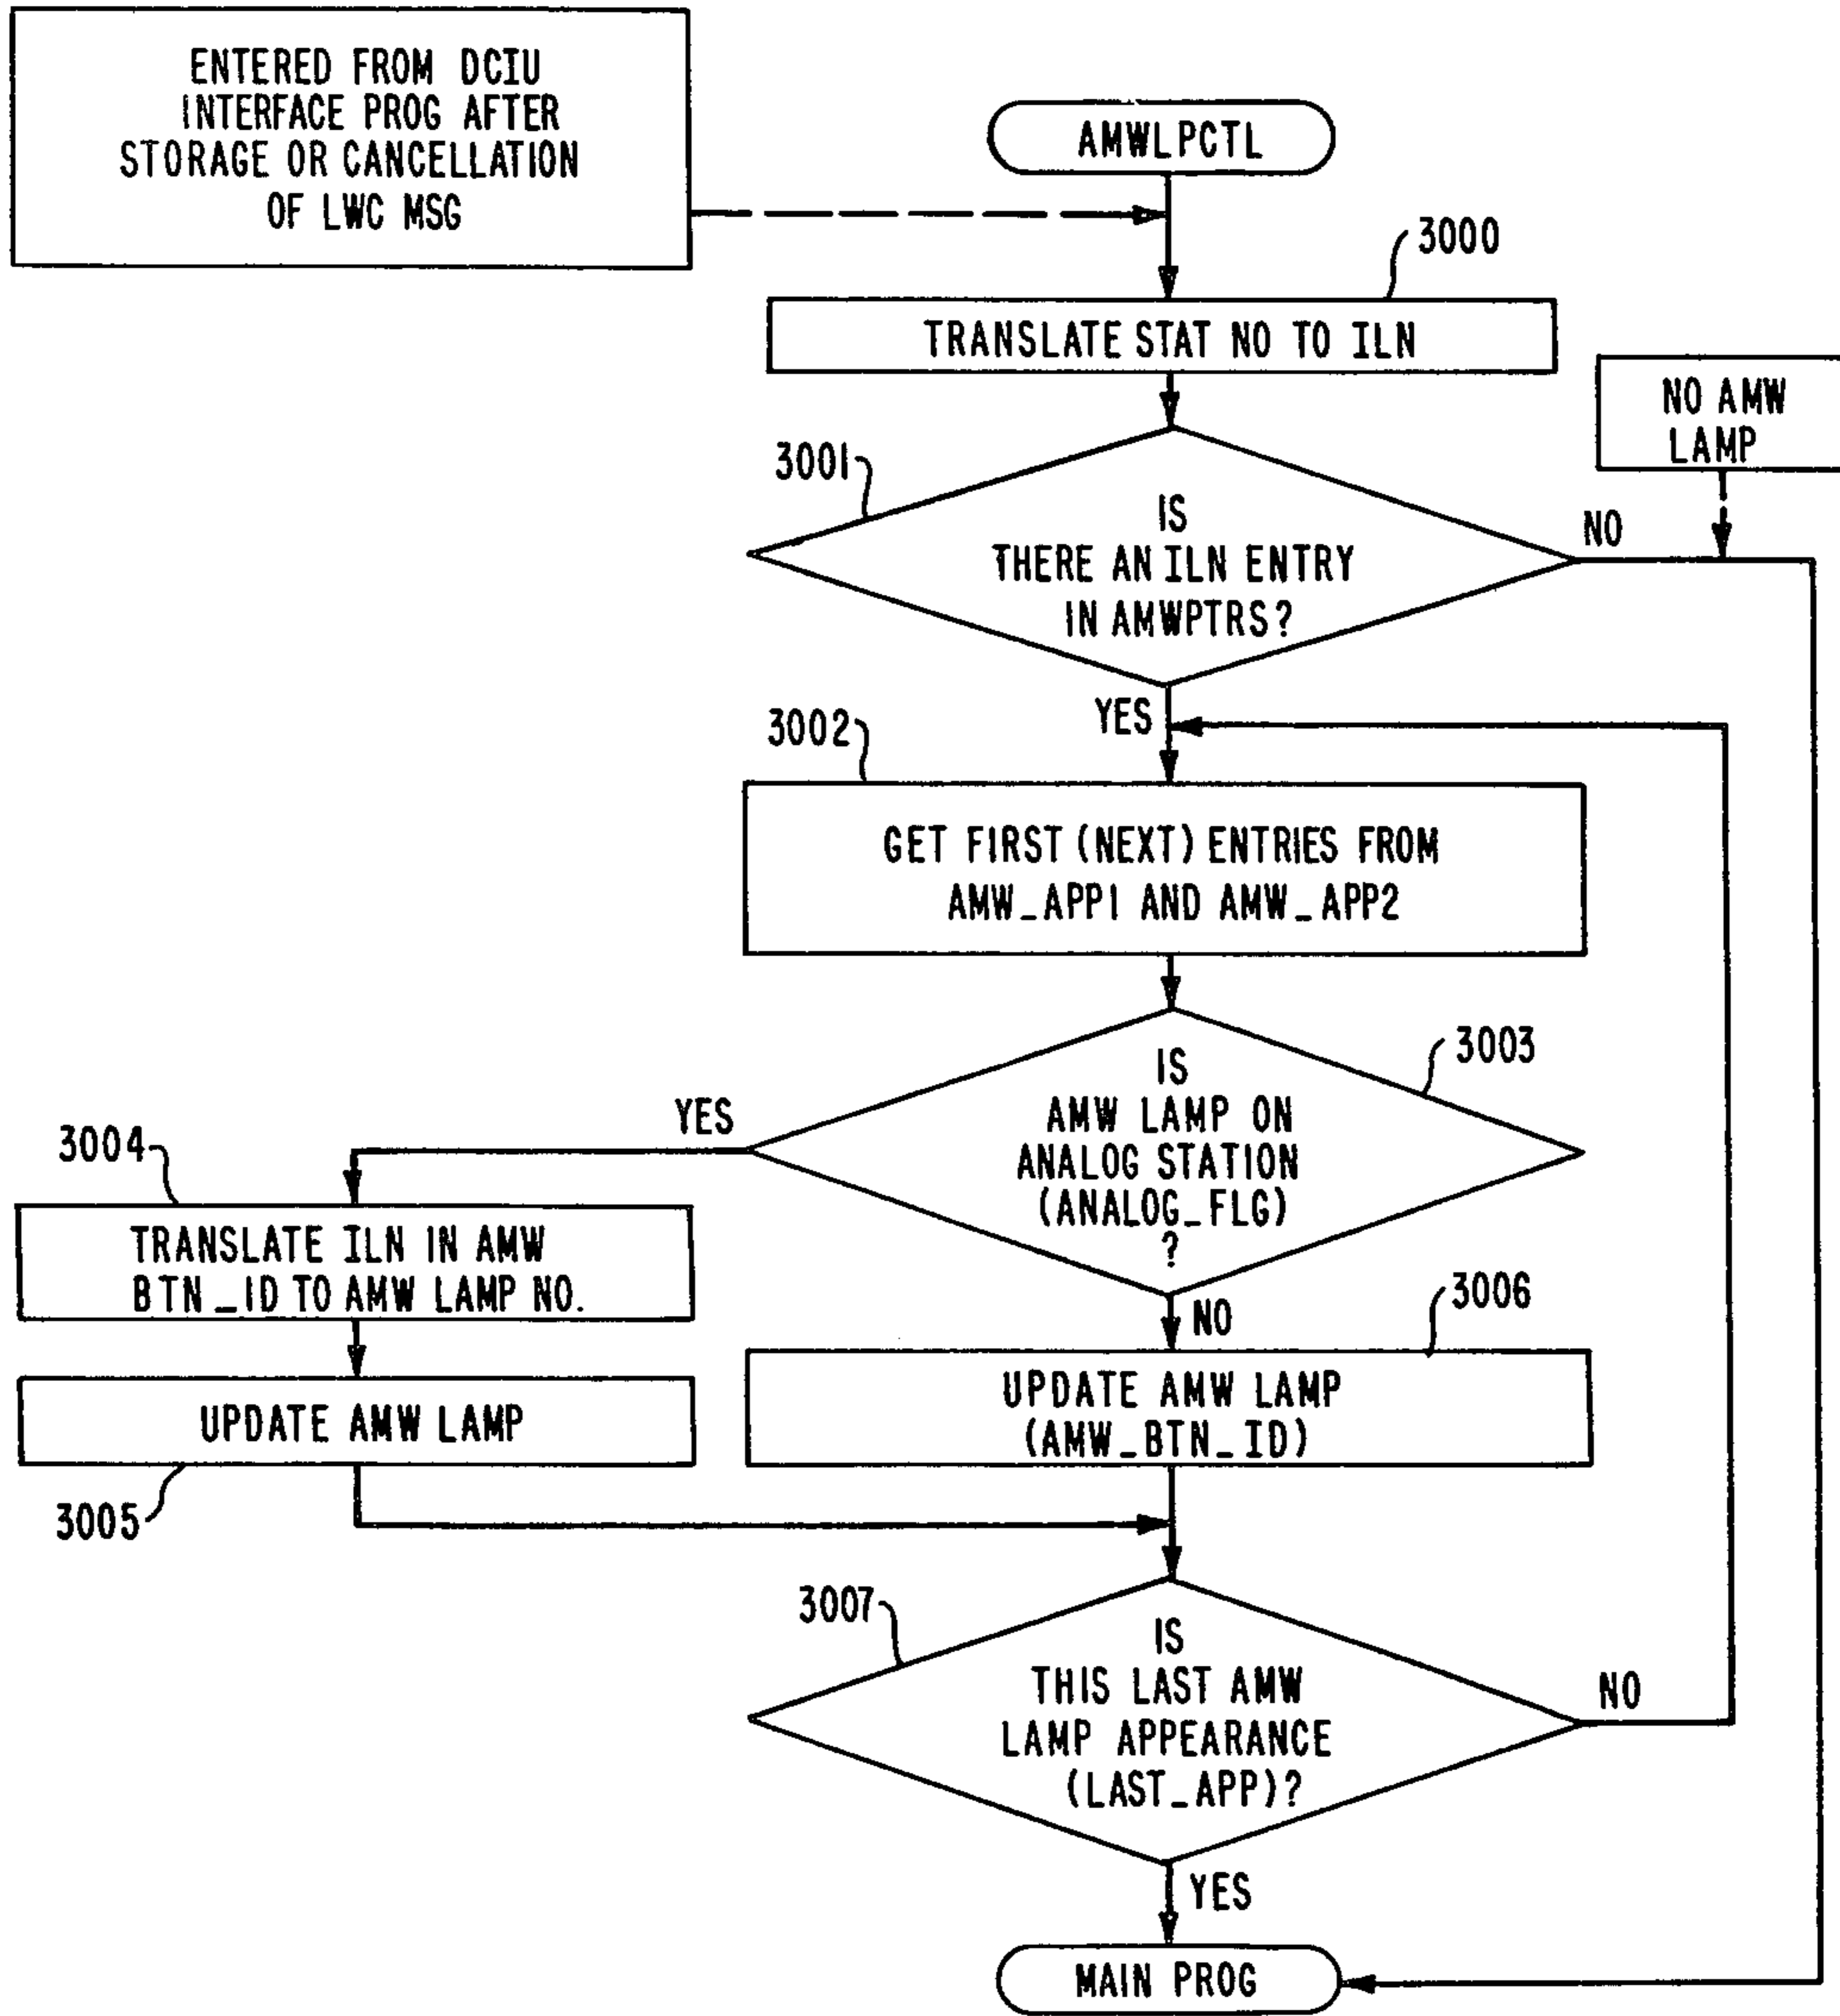 ENTERED FROM DCIU
INTERFACE PROG AFTER
STORAGE OR CANCELLATION
OF LWC MSG
AMWLPCTL
3000
TRANSLATE STAT NO TO ILN
NO AMW
LAMP
3001
IS
THERE AN ILN ENTRY
IN AMWPTRS?
NO
YES
3002
GET FIRST (NEXT) ENTRIES FROM
AMW_APP1 AND AMW_APP2
3003
IS
AMW LAMP ON
ANALOG STATION
(ANALOG_FLG)
?
YES
3004
TRANSLATE ILN IN AMW
BTN_ID TO AMW LAMP NO.
NO
3006
UPDATE AMW LAMP
(AMW_BTN_ID)
UPDATE AMW LAMP
3005
3007
IS
THIS LAST AMW
LAMP APPEARANCE
(LAST_APP)?
NO
YES
MAIN PROG